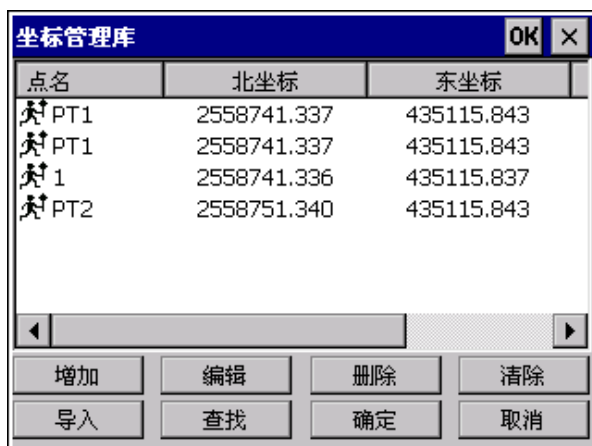 坐标管理库 OK ×
点名 北坐标 东坐标
PT1 2558741.337 435115.843
PT1 2558741.337 435115.843
1 2558741.336 435115.837
PT2 2558751.340 435115.843
增加 编辑 删除 清除
导入 查找 确定 取消